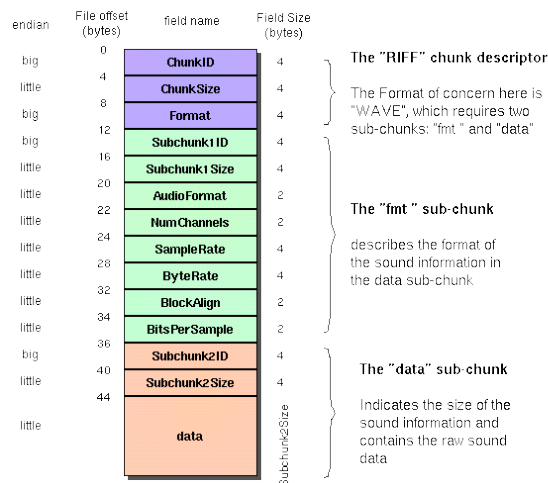 endian
File offset
(bytes)
field name
Field Size
(bytes)
0
big
ChunkID
4
4
little
ChunkSize
4
8
big
Format
4
12
big
Subchunk1ID
4
16
little
Subchunk1Size
4
20
little
AudioFormat
2
22
little
NumChannels
2
24
little
SampleRate
4
28
little
ByteRate
4
32
little
BlockAlign
2
34
little
BitsPerSample
2
36
big
Subchunk2ID
4
40
little
Subchunk2Size
4
44
little
data
Subchunk2Size
The "RIFF" chunk descriptor
The Format of concern here is
"WAVE", which requires two
sub-chunks: "fmt " and "data"
The "fmt " sub-chunk
describes the format of
the sound information in
the data sub-chunk
The "data" sub-chunk
Indicates the size of the
sound information and
contains the raw sound
data